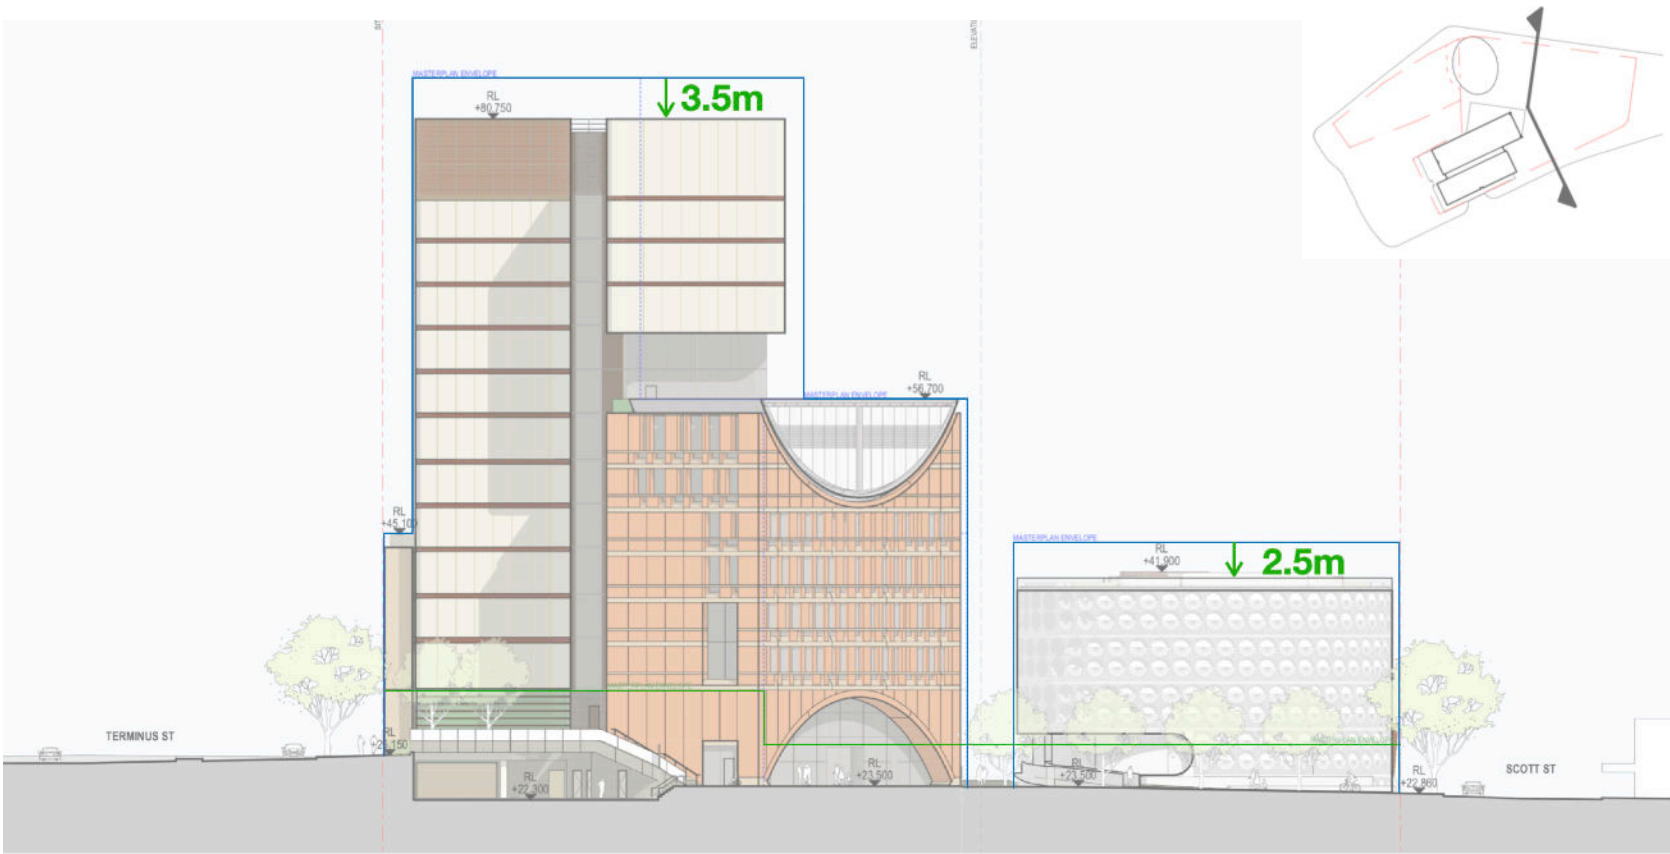 MASTERPLAN ENVELOPE
3.5m
RL
+80.750
RL
+56.700
MASTERPLAN ENVELOPE
RL
+45.100
MASTERPLAN ENVELOPE
RL
+41.900
2.5m
TERMINUS ST
RL
RL
+22.300
RL
+23.500
RL
+23.500
RL
+22.860
SCOTT ST